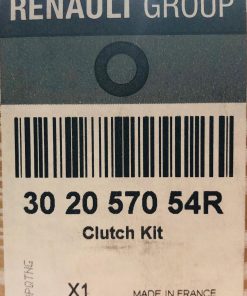 RENAULT GROUP
30 20 570 54R
Clutch Kit
X1
MADE IN FRANCE